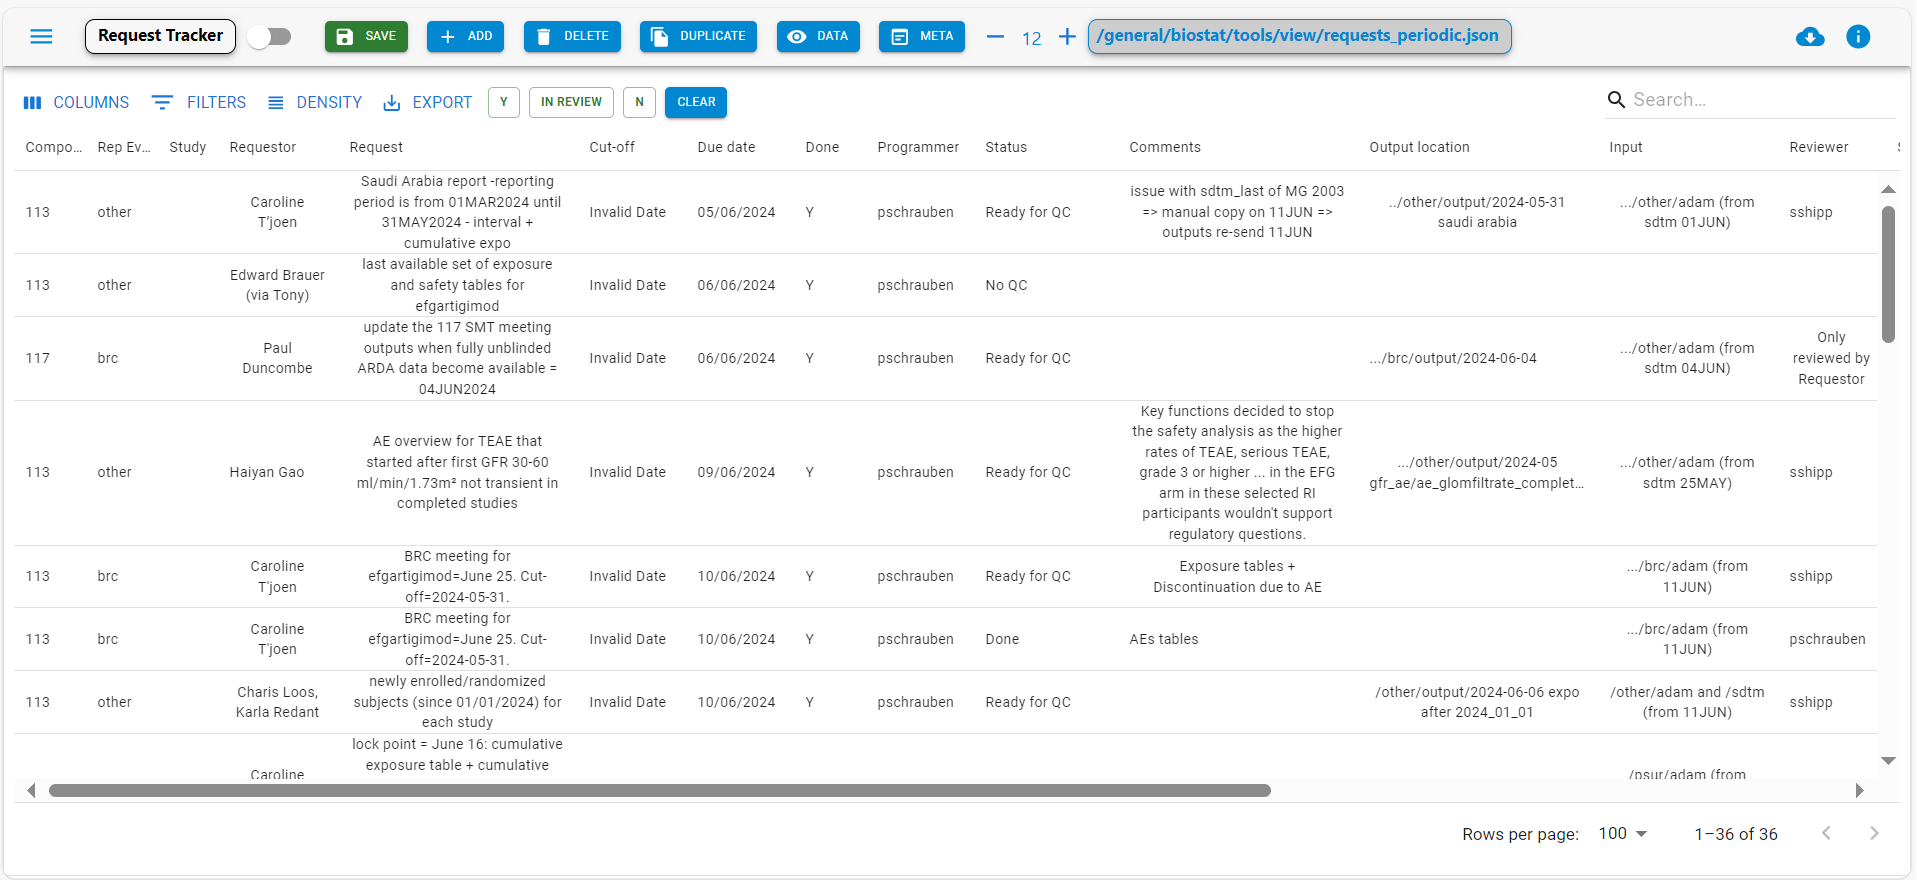 Request Tracker
SAVE
ADD
DELETE
DUPLICATE
DATA
META
12
/general/biostat/tools/view/requests_periodic.json
COLUMNS
FILTERS
DENSITY
EXPORT
Y
IN REVIEW
N
CLEAR
Search…
Compo… Rep Ev… Study Requestor Request Cut-off Due date Done Programmer Status Comments Output location Input Reviewer
113
other
Caroline
T'joen
Saudi Arabia report -reporting
period is from 01MAR2024 until
31MAY2024 - interval +
cumulative expo
Invalid Date
05/06/2024
Y
pschrauben
Ready for QC
issue with sdtm_last of MG 2003
=> manual copy on 11JUN =>
outputs re-send 11JUN
../other/output/2024-05-31
saudi arabia
.../other/adam (from
sdtm 01JUN)
sshipp
113
other
Edward Brauer
(via Tony)
last available set of exposure
and safety tables for
efgartigimod
Invalid Date
06/06/2024
Y
pschrauben
No QC
117
brc
Paul
Duncombe
update the 117 SMT meeting
outputs when fully unblinded
ARDA data become available =
04JUN2024
Invalid Date
06/06/2024
Y
pschrauben
Ready for QC
.../brc/output/2024-06-04
.../other/adam (from
sdtm 04JUN)
Only
reviewed by
Requestor
113
other
Haiyan Gao
AE overview for TEAE that
started after first GFR 30-60
ml/min/1.73m² not transient in
completed studies
Invalid Date
09/06/2024
Y
pschrauben
Ready for QC
Key functions decided to stop
the safety analysis as the higher
rates of TEAE, serious TEAE,
grade 3 or higher ... in the EFG
arm in these selected RI
participants wouldn't support
regulatory questions.
.../other/output/2024-05
gfr_ae/ae_glomfiltrate_complet…
.../other/adam (from
sdtm 25MAY)
sshipp
113
brc
Caroline
T'joen
BRC meeting for
efgartigimod=June 25. Cut-
off=2024-05-31.
Invalid Date
10/06/2024
Y
pschrauben
Ready for QC
Exposure tables +
Discontinuation due to AE
.../brc/adam (from
11JUN)
sshipp
113
brc
Caroline
T'joen
BRC meeting for
efgartigimod=June 25. Cut-
off=2024-05-31.
Invalid Date
10/06/2024
Y
pschrauben
Done
AEs tables
.../brc/adam (from
11JUN)
pschrauben
113
other
Charis Loos,
Karla Redant
newly enrolled/randomized
subjects (since 01/01/2024) for
each study
Invalid Date
10/06/2024
Y
pschrauben
Ready for QC
/other/output/2024-06-06 expo
after 2024_01_01
/other/adam and /sdtm
(from 11JUN)
sshipp
Caroline
lock point = June 16: cumulative
exposure table + cumulative
/psur/adam (from
Rows per page: 100
1–36 of 36